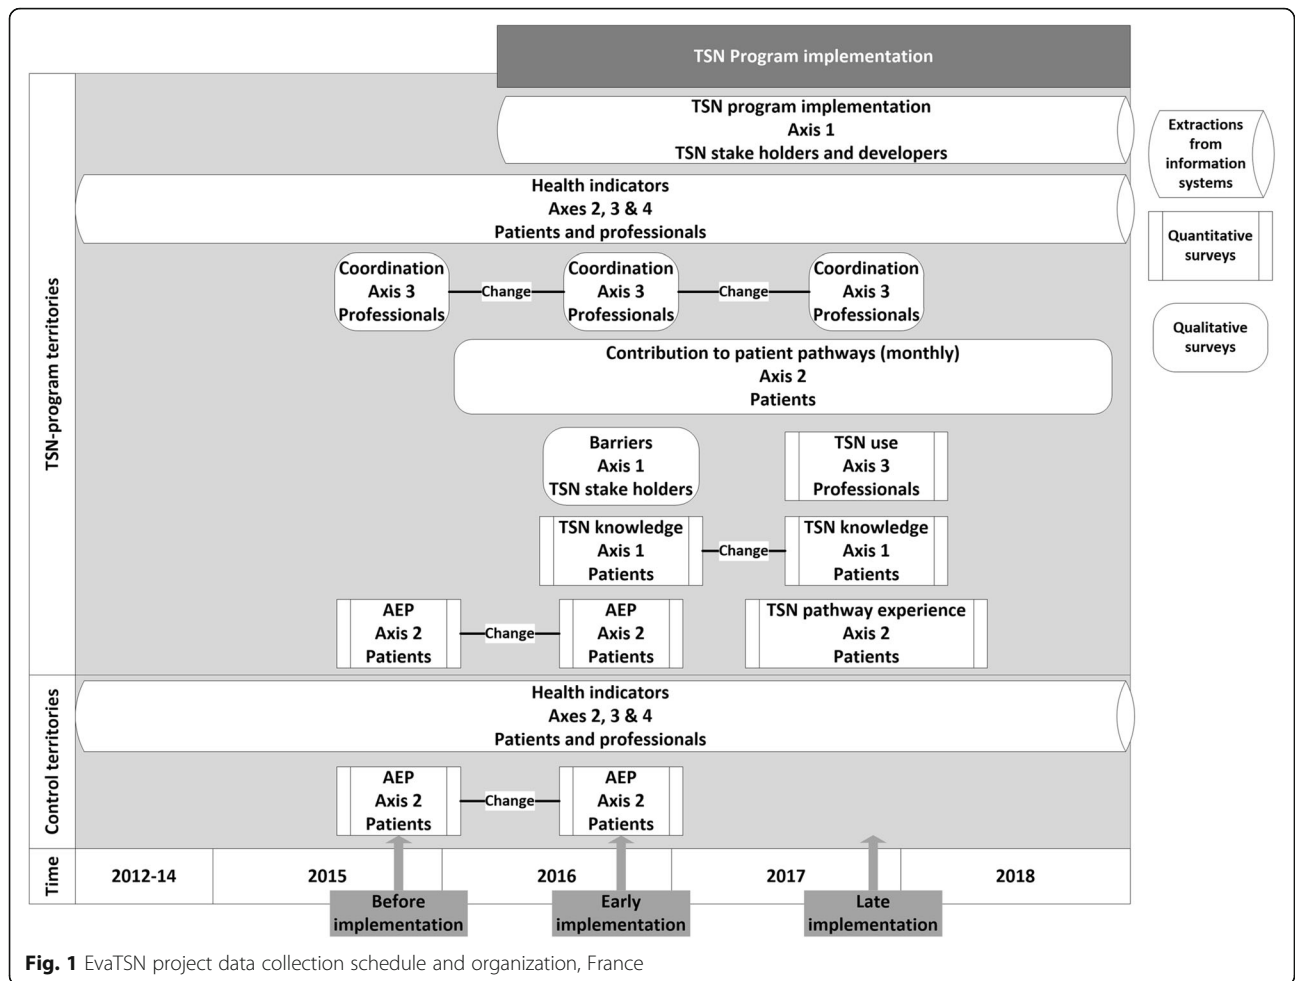 TSN Program implementation
TSN program implementation
Axis 1
TSN stake holders and developers
Health indicators
Axes 2, 3 & 4
Patients and professionals
Coordination
Axis 3
Professionals
Change
Coordination
Axis 3
Professionals
Change
Coordination
Axis 3
Professionals
Contribution to patient pathways (monthly)
Axis 2
Patients
Barriers
Axis 1
TSN stake holders
TSN use
Axis 3
Professionals
TSN knowledge
Axis 1
Patients
Change
TSN knowledge
Axis 1
Patients
AEP
Axis 2
Patients
Change
AEP
Axis 2
Patients
TSN pathway experience
Axis 2
Patients
TSN-program territories
Health indicators
Axes 2, 3 & 4
Patients and professionals
AEP
Axis 2
Patients
Change
AEP
Axis 2
Patients
Control territories
Time
2012-14
2015
2016
2017
2018
Before
implementation
Early
implementation
Late
implementation
Extractions
from
information
systems
Quantitative
surveys
Qualitative
surveys
Fig. 1 EvaTSN project data collection schedule and organization, France